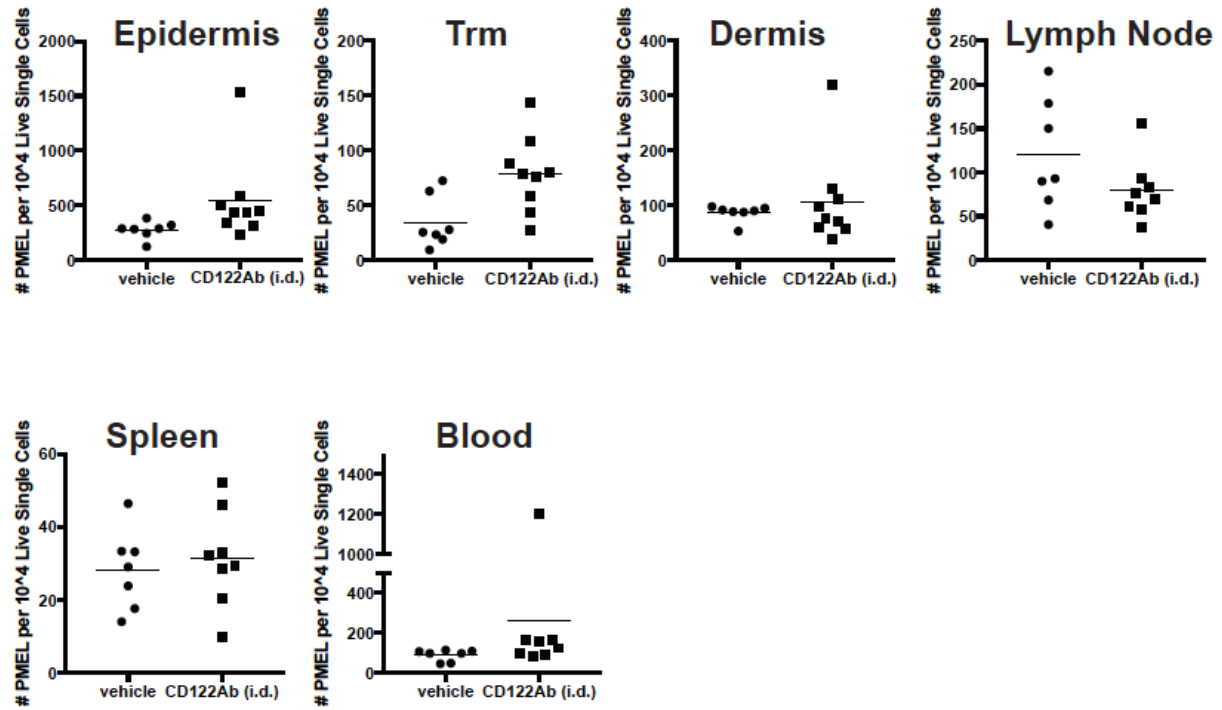 Epidermis
# PMEL per 10^4 Live Single Cells
2000
1500
1000
500
0
vehicle CD122Ab (i.d.)
Trm
# PMEL per 10^4 Live Single Cells
200
150
100
50
0
vehicle CD122Ab (i.d.)
Dermis
# PMEL per 10^4 Live Single Cells
400
300
200
100
0
vehicle CD122Ab (i.d.)
Lymph Node
# PMEL per 10^4 Live Single Cells
250
200
150
100
50
0
vehicle CD122Ab (i.d.)
Spleen
# PMEL per 10^4 Live Single Cells
60
40
20
0
vehicle CD122Ab (i.d.)
Blood
# PMEL per 10^4 Live Single Cells
1400
1200
1000
400
200
0
vehicle CD122Ab (i.d.)